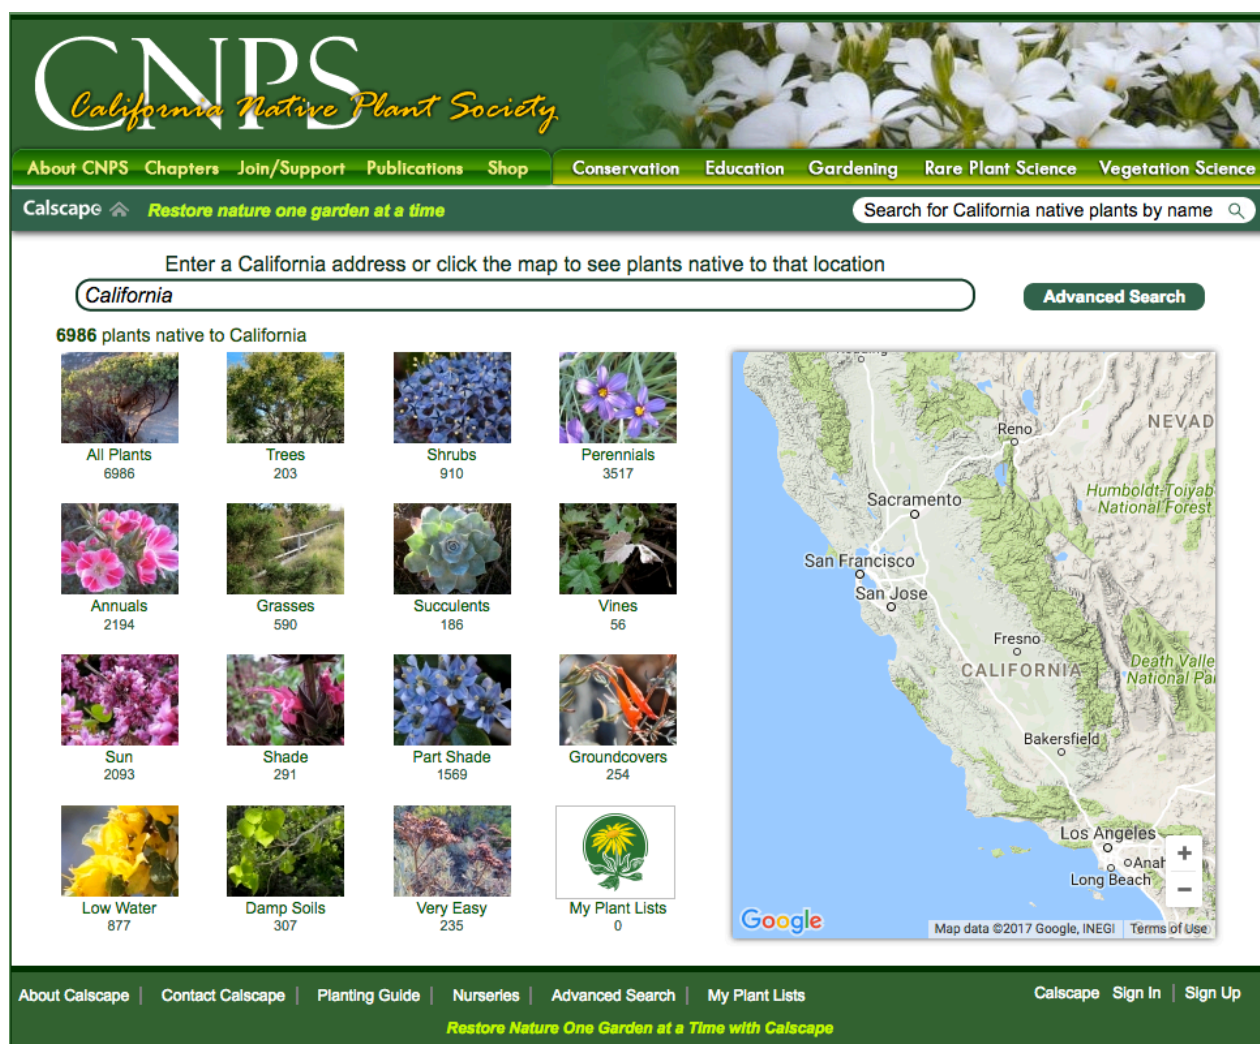 CNPS
California Native Plant Society
About CNPS Chapters Join/Support Publications Shop Conservation Education Gardening Rare Plant Science Vegetation Science
Calscape Restore nature one garden at a time Search for California native plants by name
Enter a California address or click the map to see plants native to that location
California Advanced Search
6986 plants native to California
All Plants Trees Shrubs Perennials
6986 203 910 3517
Annuals Grasses Succulents Vines
2194 590 186 56
Sun Shade Part Shade Groundcovers
2093 291 1569 254
Low Water Damp Soils Very Easy My Plant Lists
877 307 235 0
Reno
NEVAD
Sacramento
Humboldt-Toiyab
National Forest
San Francisco
San Jose
Fresno
CALIFORNIA
Death Valle
National Pa
Bakersfield
Los Angeles
Anah
Long Beach
+
−
Google Map data ©2017 Google, INEGI Terms of Use
About Calscape | Contact Calscape | Planting Guide | Nurseries | Advanced Search | My Plant Lists Calscape Sign In | Sign Up
Restore Nature One Garden at a Time with Calscape